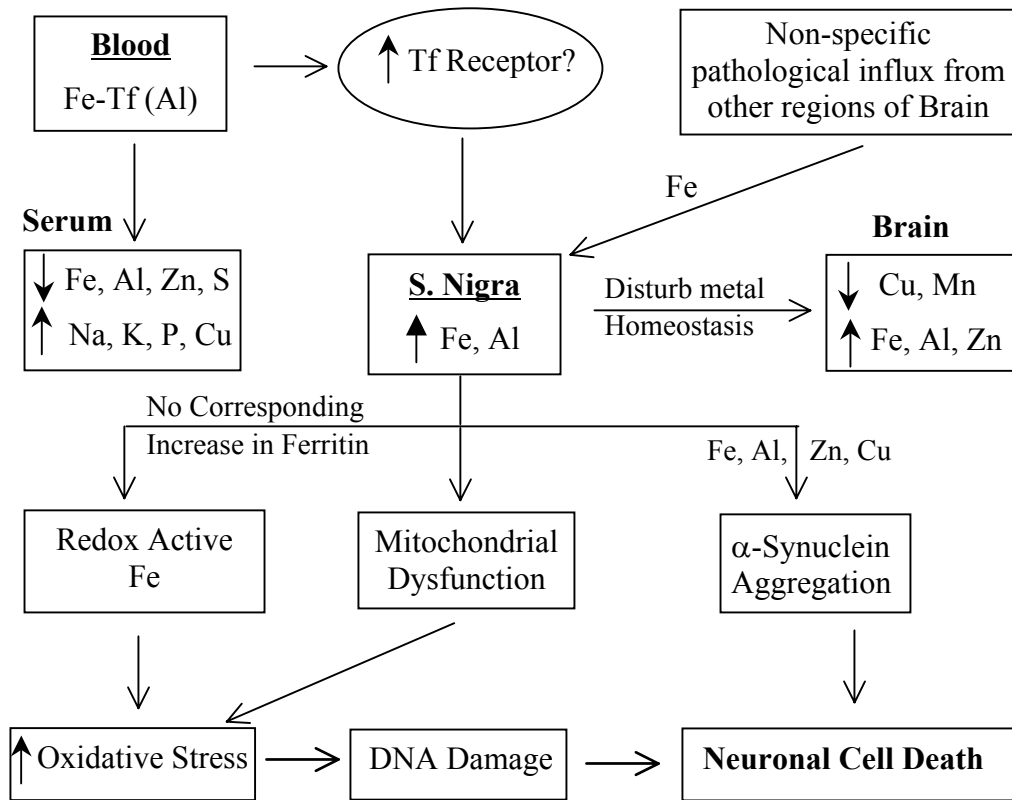 Blood
Fe-Tf (Al)
↑ Tf Receptor?
Non-specific
pathological influx from
other regions of Brain
Fe
Serum
↓ Fe, Al, Zn, S
↑ Na, K, P, Cu
S. Nigra
↑ Fe, Al
Disturb metal
Homeostasis
Brain
↓ Cu, Mn
↑ Fe, Al, Zn
No Corresponding
Increase in Ferritin
Fe, Al, Zn, Cu
Redox Active
Fe
Mitochondrial
Dysfunction
α-Synuclein
Aggregation
↑ Oxidative Stress
DNA Damage
Neuronal Cell Death